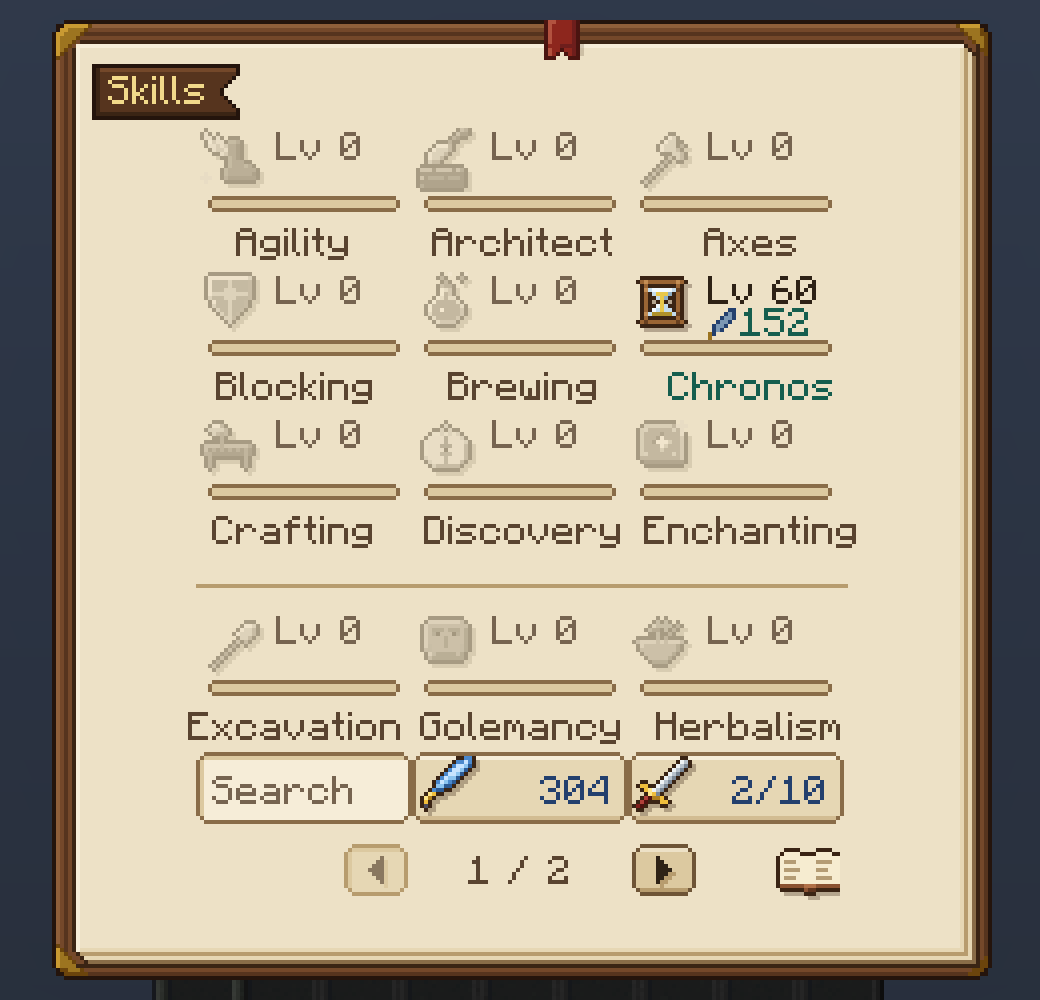 Skills
Lv 0 Lv 0 Lv 0
Agility Architect Axes
Lv 0 Lv 0 Lv 60
152
Blocking Brewing Chronos
Lv 0 Lv 0 Lv 0
Crafting Discovery Enchanting
Lv 0 Lv 0 Lv 0
Excavation Golemancy Herbalism
Search 304 2/10
1 / 2